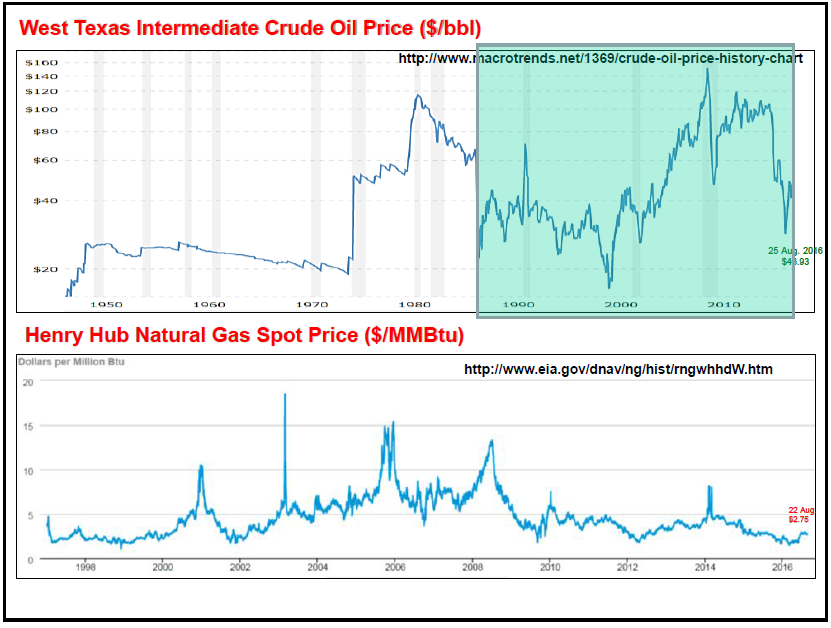 West Texas Intermediate Crude Oil Price ($/bbl)
http://www.macrotrends.net/1369/crude-oil-price-history-chart
$160
$140
$120
$100
$80
$60
$40
$20
25 Aug. 2016
1950 1960 1970 1980 1990 2000 2010
Henry Hub Natural Gas Spot Price ($/MMBtu)
Dollars per Million Btu
http://www.eia.gov/dnav/ng/hist/rngwhhdW.htm
20
15
10
5
22 Aug
$2.75
0
1998 2000 2002 2004 2006 2008 2010 2012 2014 2016